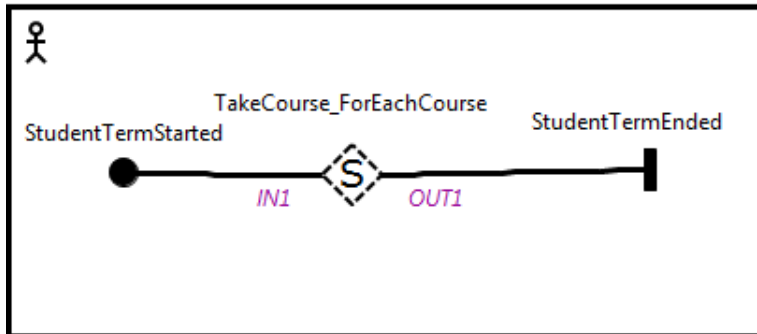 TakeCourse_ForEachCourse
StudentTermStarted
StudentTermEnded
S
IN1
OUT1